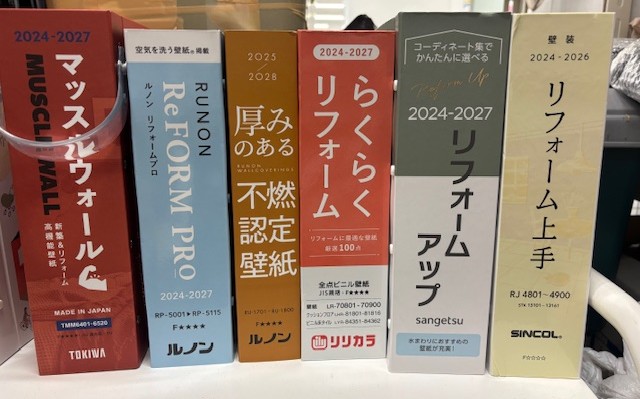 2024-2027
マッスルウォール
MUSCLE WALL
新築&リフォーム
高機能壁紙
MADE IN JAPAN
TMM6401-6520
TOKIWA
空気を洗う壁紙® 掲載
RUNON
ReFORM PRO
ルノン リフォームプロ
2024-2027
RP-5001▶RP-5115
F★★★★
ルノン
2025
2028
厚み
のある
RUNON
WALLCOVERINGS
不燃
認定
壁紙
F★★★★
ルノン
2024-2027
らくらく
リフォーム
リフォームに最適な壁紙
厳選100点
全点ビニル壁紙
JIS規格:F★★★★
壁紙 LR-70801-70900
リリカラ
コーディネート集で
かんたんに選べる
Reform Up
2024-2027
リフォーム
アップ
sangetsu
水まわりにおすすめの
壁紙が充実!
壁装
2024-2026
リフォーム上手
RJ 4801~4900
SINCOL®
F☆☆☆☆